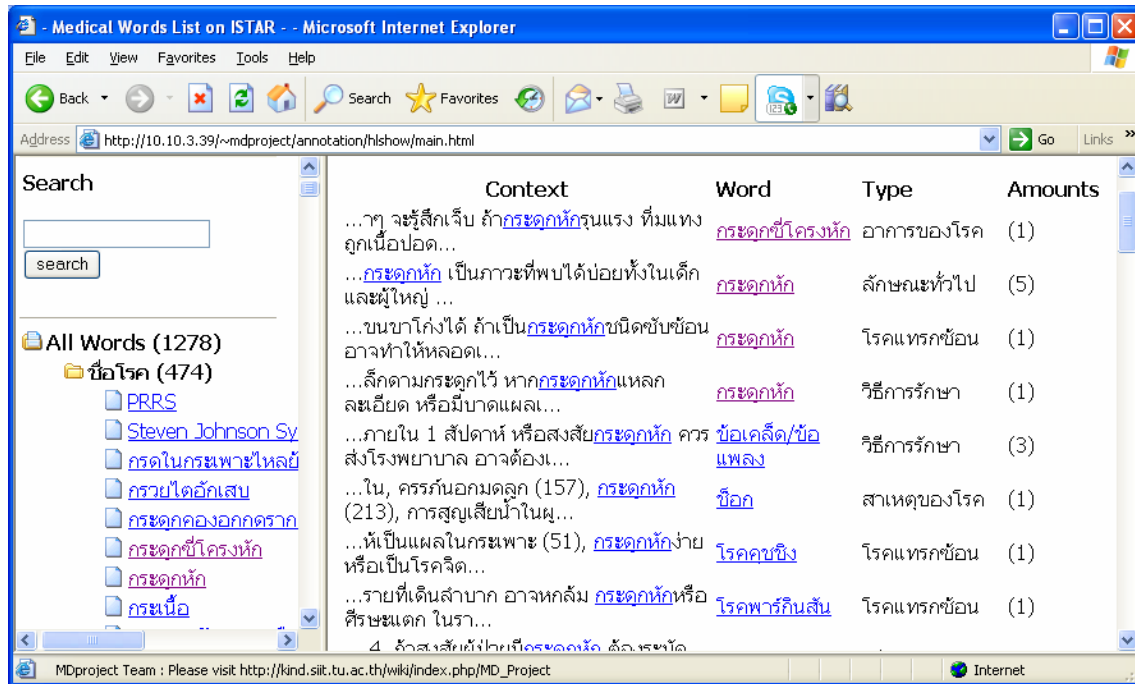 - Medical Words List on ISTAR - - Microsoft Internet Explorer
File Edit View Favorites Tools Help
Back Search Favorites
Address http://10.10.3.39/~mdproject/annotation/hlshow/main.html Go Links »
Search
search
All Words (1278)
ชื่อโรค (474)
PRRS
Steven Johnson Sy
กรดในกระเพาะไหลย้
กรวยไตอักเสบ
กระดูกคองอกกดราก
กระดูกซี่โครงหัก
กระดูกหัก
กระเนื้อ
Context Word Type Amounts
...าๆ จะรู้สึกเจ็บ ถ้ากระดูกหักรุนแรง ทิ่มแทง
ถูกเนื้อปอด... กระดูกซี่โครงหัก อาการของโรค (1)
...กระดูกหัก เป็นภาวะที่พบได้บ่อยทั้งในเด็ก
และผู้ใหญ่ ... กระดูกหัก ลักษณะทั่วไป (5)
...ขนขาโก่งได้ ถ้าเป็นกระดูกหักชนิดซับซ้อน
อาจทำให้หลอดเ... กระดูกหัก โรคแทรกซ้อน (1)
...ล็กดามกระดูกไว้ หากกระดูกหักแหลก
ละเอียด หรือมีบาดแผลเ... กระดูกหัก วิธีการรักษา (1)
...ภายใน 1 สัปดาห์ หรือสงสัยกระดูกหัก ควร ข้อเคล็ด/ข้อ
ส่งโรงพยาบาล อาจต้องเ... แพลง วิธีการรักษา (3)
...ใน, ครรภ์นอกมดลูก (157), กระดูกหัก
(213), การสูญเสียน้ำในผู... ช็อก สาเหตุของโรค (1)
...ห้เป็นแผลในกระเพาะ (51), กระดูกหักง่าย
หรือเป็นโรคจิต... โรคคุชชิง โรคแทรกซ้อน (1)
...รายที่เดินลำบาก อาจหกล้ม กระดูกหักหรือ
ศีรษะแตก ในรา... โรคพาร์กินสัน โรคแทรกซ้อน (1)
4. ถ้าสงสัยผู้ป่วยมีกระดูกหัก ต้องระมัด
MDproject Team : Please visit http://kind.siit.tu.ac.th/wiki/index.php/MD_Project Internet